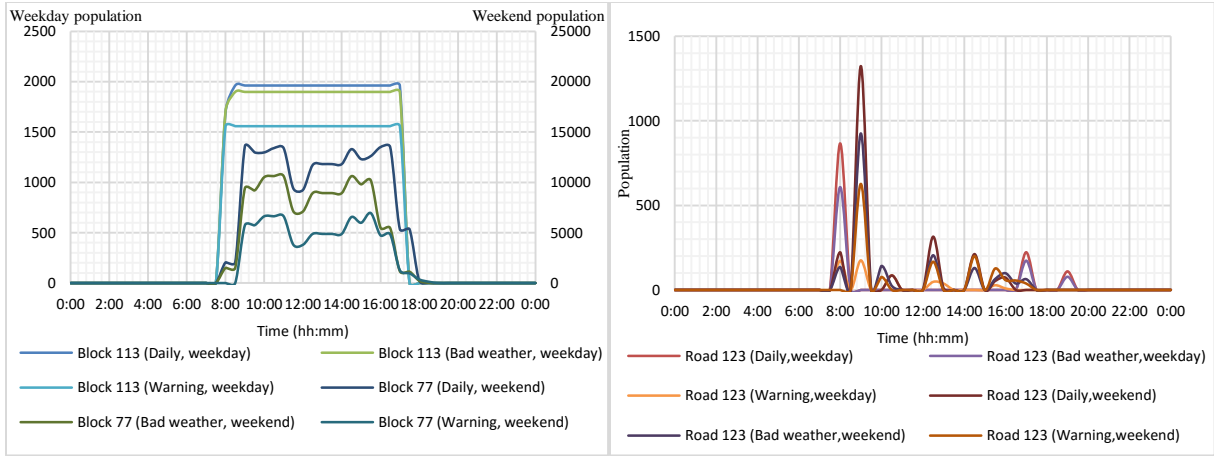 Weekday population Weekend population
2500 25000
2000 20000
1500 15000
1000 10000
500 5000
0 0
0:00 2:00 4:00 6:00 8:00 10:00 12:00 14:00 16:00 18:00 20:00 22:00 0:00
Time (hh:mm)
Block 113 (Daily, weekday) Block 113 (Bad weather, weekday)
Block 113 (Warning, weekday) Block 77 (Daily, weekend)
Block 77 (Bad weather, weekend) Block 77 (Warning, weekend)
1500
1000
500
0
Population
0:00 2:00 4:00 6:00 8:00 10:00 12:00 14:00 16:00 18:00 20:00 22:00 0:00
Time (hh:mm)
Road 123 (Daily,weekday) Road 123 (Bad weather,weekday)
Road 123 (Warning,weekday) Road 123 (Daily,weekend)
Road 123 (Bad weather,weekend) Road 123 (Warning,weekend)